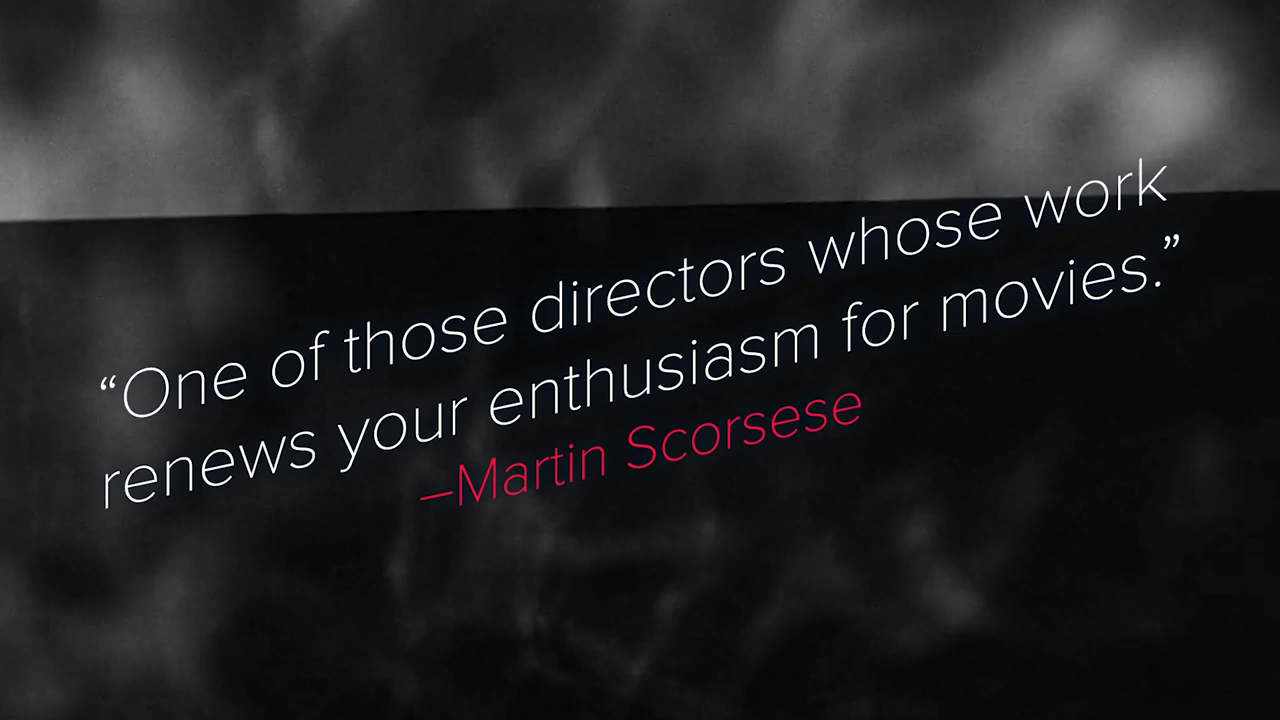 “One of those directors whose work
renews your enthusiasm for movies.”
–Martin Scorsese